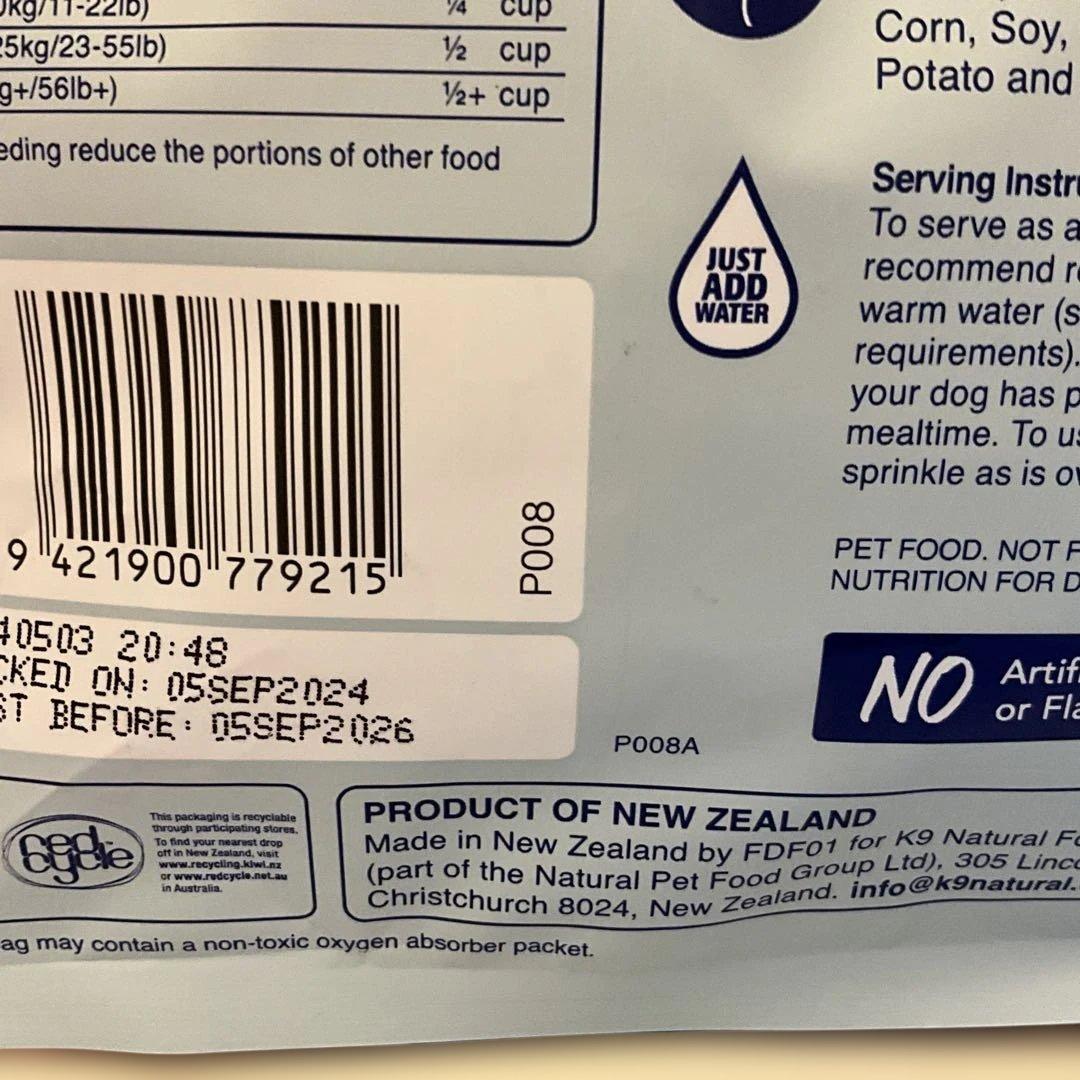 0kg/11-22lb) ¼ cup
25kg/23-55lb) ½ cup
g+/56lb+) ½+ cup
eding reduce the portions of other food
Corn, Soy,
Potato and
JUST
ADD
WATER
Serving Instru
To serve as a
recommend re
warm water (s
requirements).
your dog has p
mealtime. To us
sprinkle as is ov
PET FOOD. NOT F
NUTRITION FOR D
NO Artifi
or Fla
9 421900 779215
P008
40503 20:48
CKED ON: 05SEP2024
ST BEFORE: 05SEP2026
P008A
red
cycle
This packaging is recyclable
through participating stores.
To find your nearest drop
off in New Zealand, visit
www.recycling.kiwi.nz
or www.redcycle.net.au
in Australia.
PRODUCT OF NEW ZEALAND
Made in New Zealand by FDF01 for K9 Natural Fo
(part of the Natural Pet Food Group Ltd), 305 Linco
Christchurch 8024, New Zealand. info@k9natural.
ag may contain a non-toxic oxygen absorber packet.